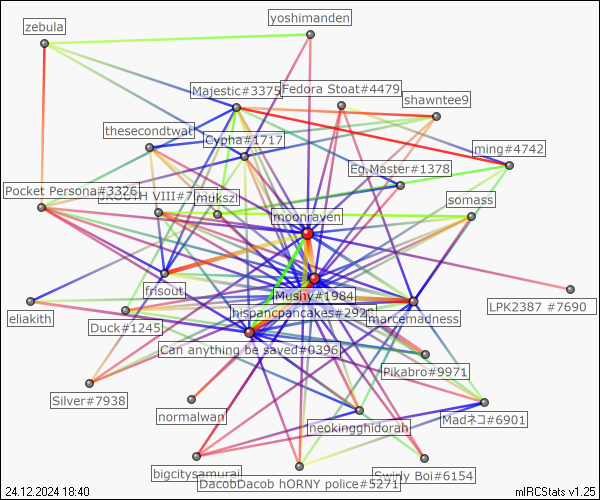 yoshimanden
zebula
Majestic#3375
Fedora Stoat#4479
shawntee9
thesecondtwat
Cypha#1717
ming#4742
Eg.Master#1378
Pocket Persona#3326
VIII#7
mukszi
somass
moonraven
frisout
Musny#1984
eliakith
hispancpancakes#2928
marcemadness
LPK2387 #7690
Duck#1245
Can anything be saved#0396
Pikabro#9971
Silver#7938
normalwan
neokingghidorah
Madネコ#6901
bigcitysamurai
Swirly Boi#6154
DacobDacob hORNY police#5271
24.12.2024 18:40
mIRCStats v1.25